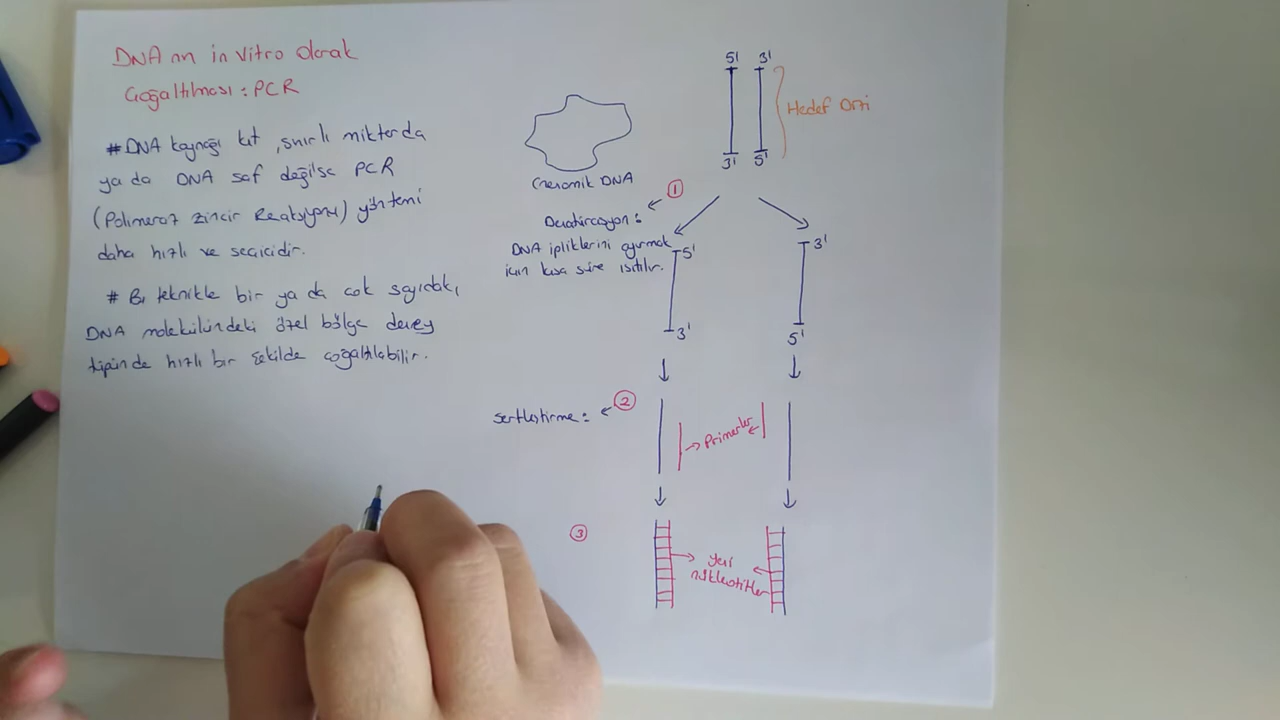 DNA nın in vitro olarak
Çoğaltılması : PCR
# DNA kaynağı kıt, sınırlı miktarda
ya da DNA saf değilse PCR
(Polimeraz zincir Reaksiyonu) yöntemi
daha hızlı ve seçicidir.
# Bu teknikle bir ya da çok sayıdaki
DNA molekülündeki özel bölge deney
tüpünde hızlı bir şekilde çoğaltılabilir.
Genomik DNA
5' 3'
Hedef
3' 5'
1
Denatürasyon :
DNA ipliklerini ayırmak
için kısa süre ısıtılır.
5' 3'
3' 5'
2
Sertleştirme :
Primerler
3
yeni
nükleotitler